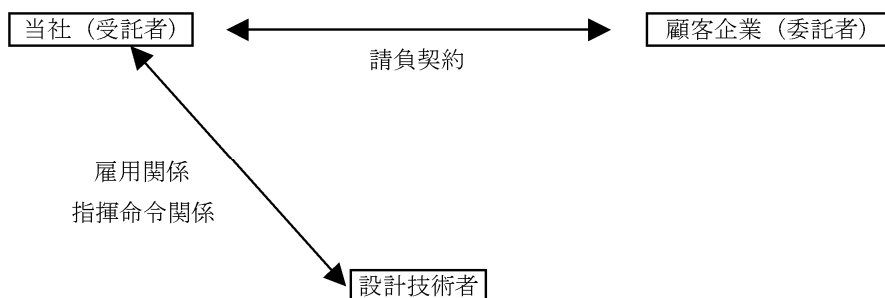 当社（受託者）
顧客企業（委託者）
請負契約
雇用関係
指揮命令関係
設計技術者